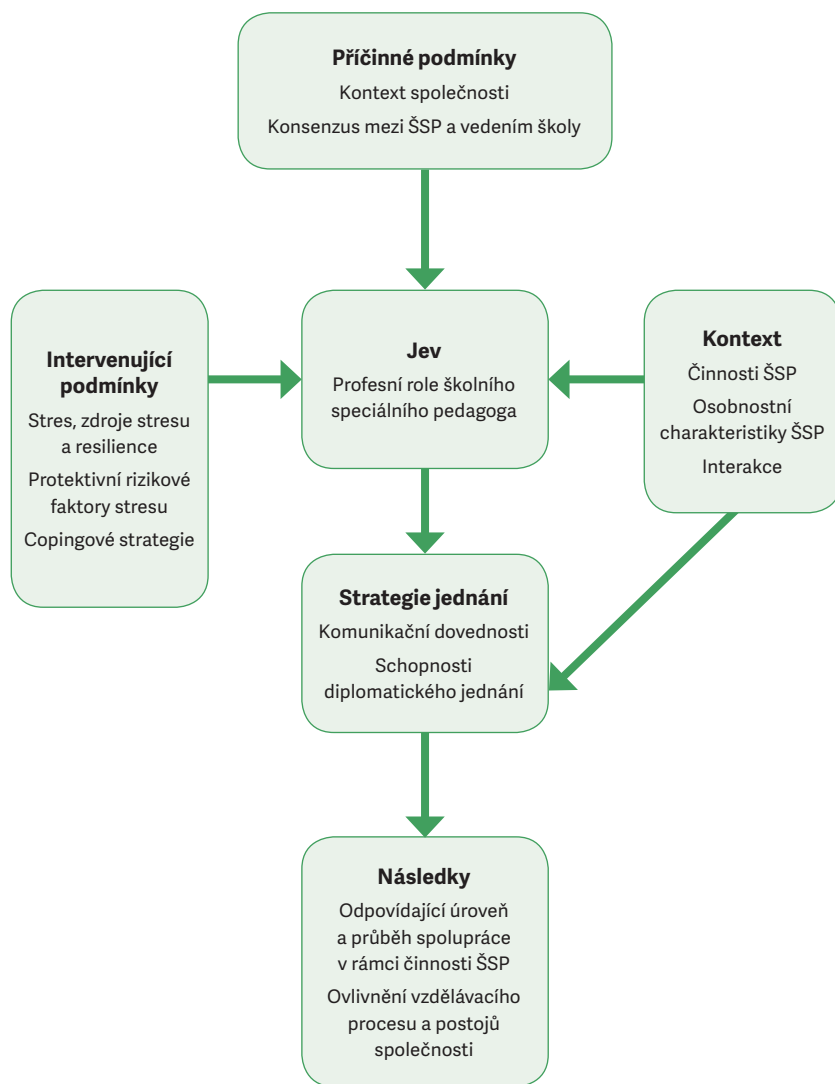 Příčinné podmínky
Kontext společnosti
Konsenzus mezi ŠSP a vedením školy
Intervenující
podmínky
Stres, zdroje stresu
a resilience
Protektivní rizikové
faktory stresu
Copingové strategie
Jev
Profesní role školního
speciálního pedagoga
Kontext
Činnosti ŠSP
Osobnostní
charakteristiky ŠSP
Interakce
Strategie jednání
Komunikační dovednosti
Schopnosti
diplomatického jednání
Následky
Odpovídající úroveň
a průběh spolupráce
v rámci činnosti ŠSP
Ovlivnění vzdělávacího
procesu a postojů
společnosti